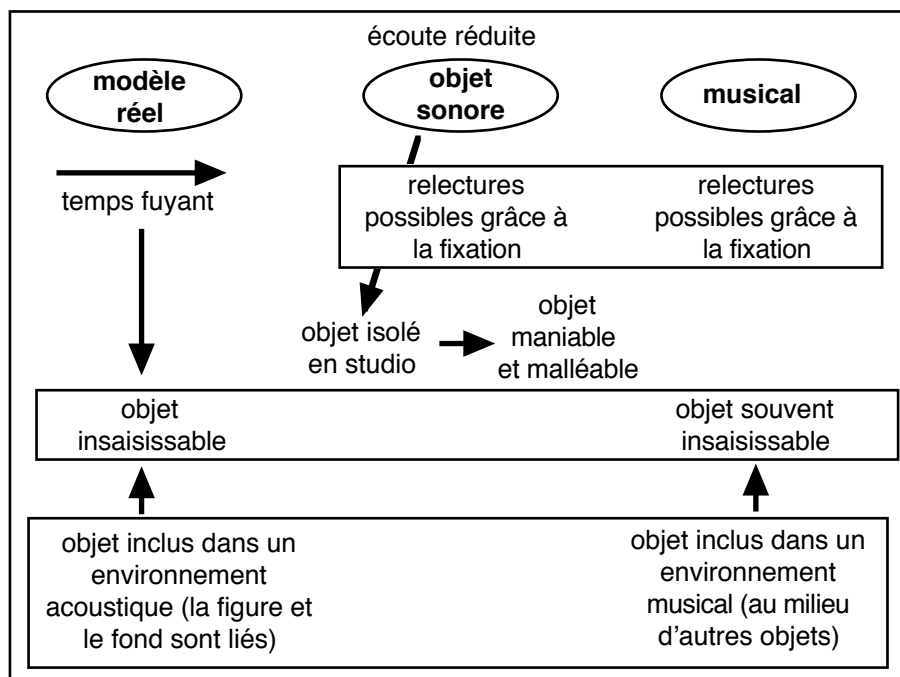 écoute réduite
modèle
réel
objet
sonore
musical
temps fuyant
relectures
possibles grâce à
la fixation
relectures
possibles grâce à
la fixation
objet isolé
en studio
objet
maniable
et malléable
objet
insaisissable
objet souvent
insaisissable
objet inclus dans un
environnement
acoustique (la figure et
le fond sont liés)
objet inclus dans un
environnement
musical (au milieu
d'autres objets)